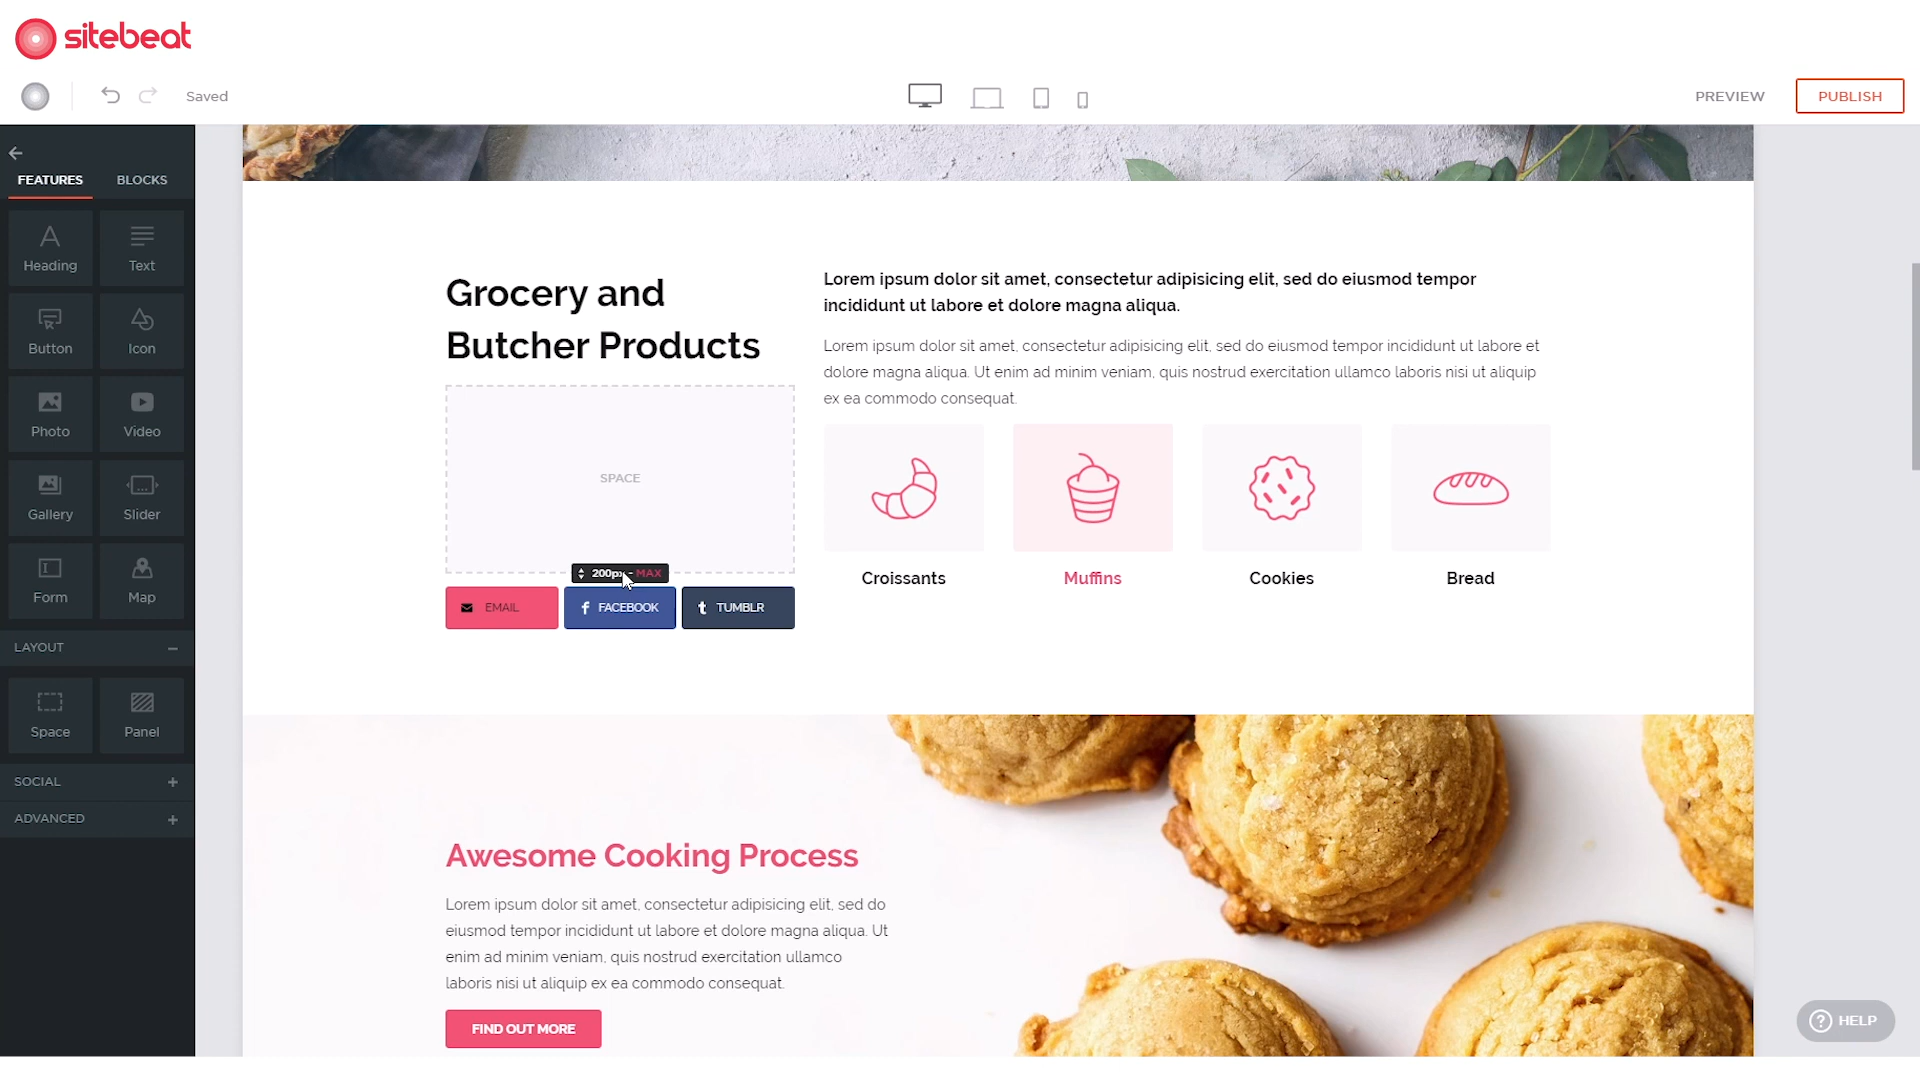 sitebeat
Saved
PREVIEW
PUBLISH
FEATURES
BLOCKS
Heading
Text
Button
Icon
Photo
Video
Gallery
Slider
Form
Map
LAYOUT
Space
Panel
SOCIAL
ADVANCED
Grocery and
Butcher Products
SPACE
200px - MAX
EMAIL
FACEBOOK
TUMBLR
Lorem ipsum dolor sit amet, consectetur adipisicing elit, sed do eiusmod tempor
incididunt ut labore et dolore magna aliqua.
Lorem ipsum dolor sit amet, consectetur adipisicing elit, sed do eiusmod tempor incididunt ut labore et
dolore magna aliqua. Ut enim ad minim veniam, quis nostrud exercitation ullamco laboris nisi ut aliquip
ex ea commodo consequat.
Croissants
Muffins
Cookies
Bread
Awesome Cooking Process
Lorem ipsum dolor sit amet, consectetur adipisicing elit, sed do
eiusmod tempor incididunt ut labore et dolore magna aliqua. Ut
enim ad minim veniam, quis nostrud exercitation ullamco
laboris nisi ut aliquip ex ea commodo consequat.
FIND OUT MORE
? HELP